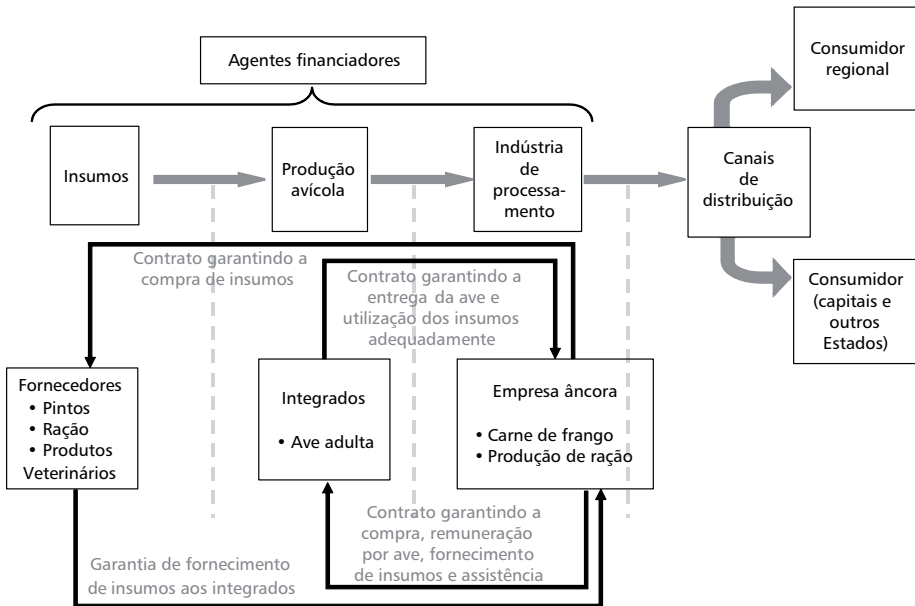 Agentes financiadores
Consumidor
regional
Insumos
Produção
avícola
Indústria
de
processa-
mento
Canais
de
distribuição
Contrato garantindo a
compra de insumos
Contrato garantindo a
entrega da ave e
utilização dos insumos
adequadamente
Consumidor
(capitais e
outros
Estados)
Fornecedores
• Pintos
• Ração
• Produtos
Veterinários
Integrados
• Ave adulta
Empresa âncora
• Carne de frango
• Produção de ração
Garantia de fornecimento
de insumos aos integrados
Contrato garantindo a
compra, remuneração
por ave, fornecimento
de insumos e assistência